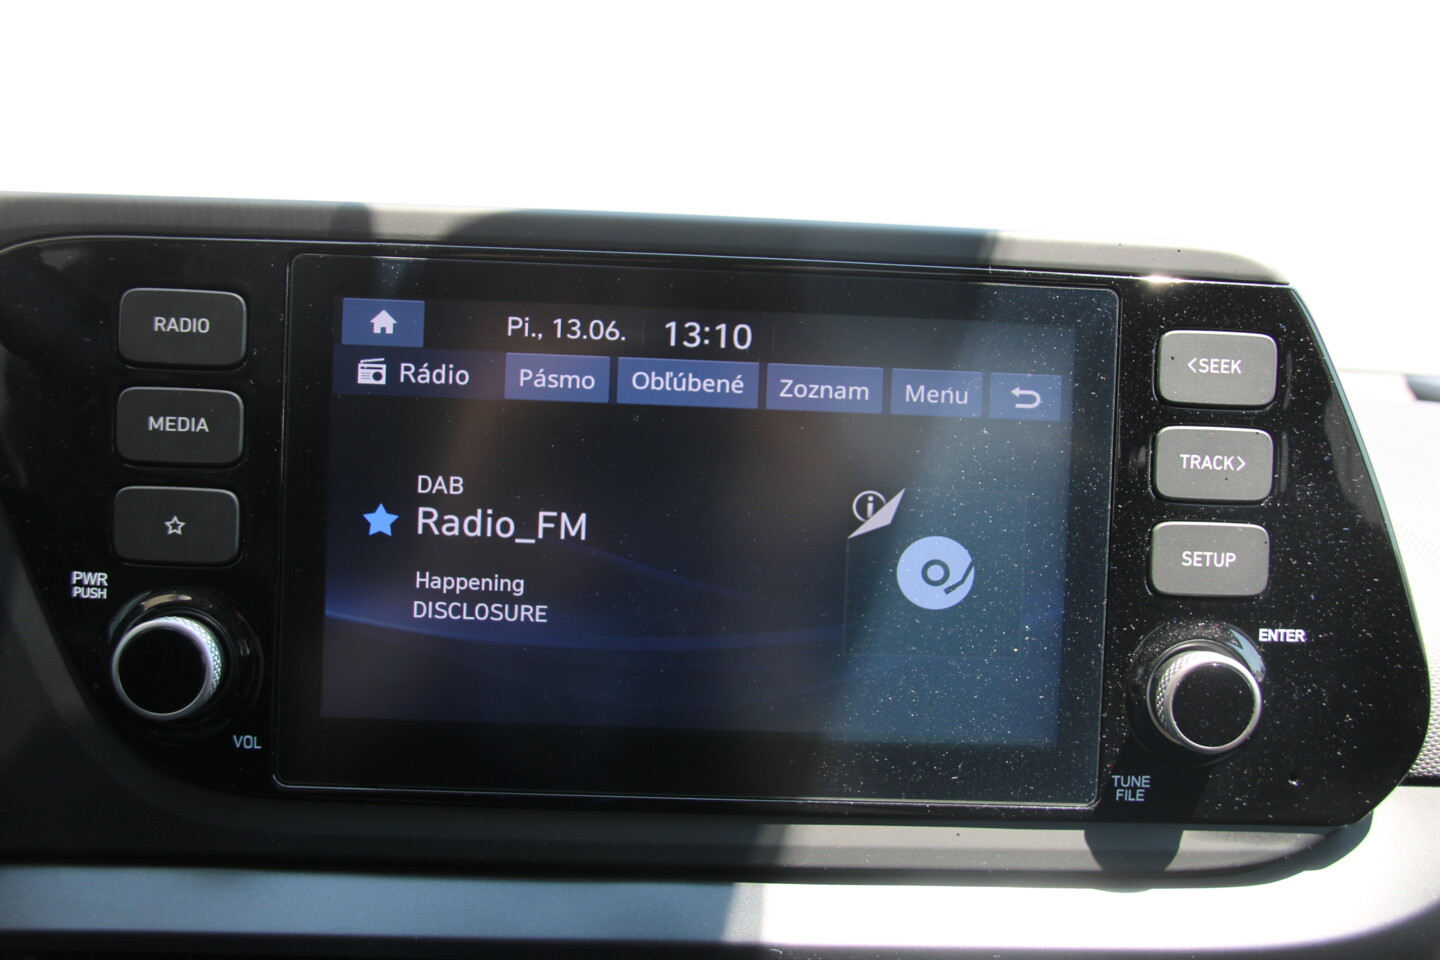 Pi., 13.06. 13:10
Rádio Pásmo Obľúbené Zoznam Menu
DAB
Radio_FM
Happening
DISCLOSURE
RADIO
MEDIA
PWR
PUSH
VOL
<SEEK
TRACK>
SETUP
ENTER
TUNE
FILE